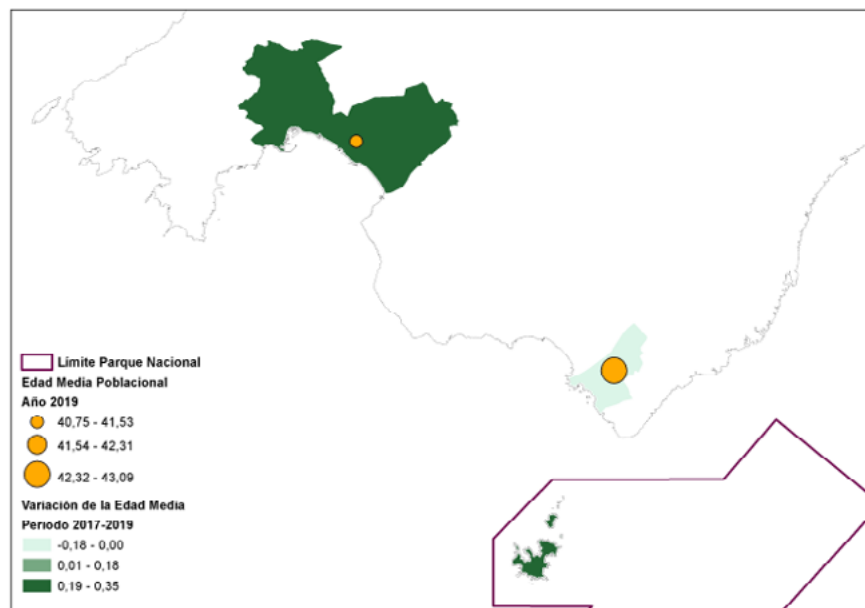 Límite Parque Nacional
Edad Media Poblacional
Año 2019
40,75 - 41,53
41,54 - 42,31
42,32 - 43,09
Variación de la Edad Media
Periodo 2017-2019
-0,18 - 0,00
0,01 - 0,18
0,19 - 0,35